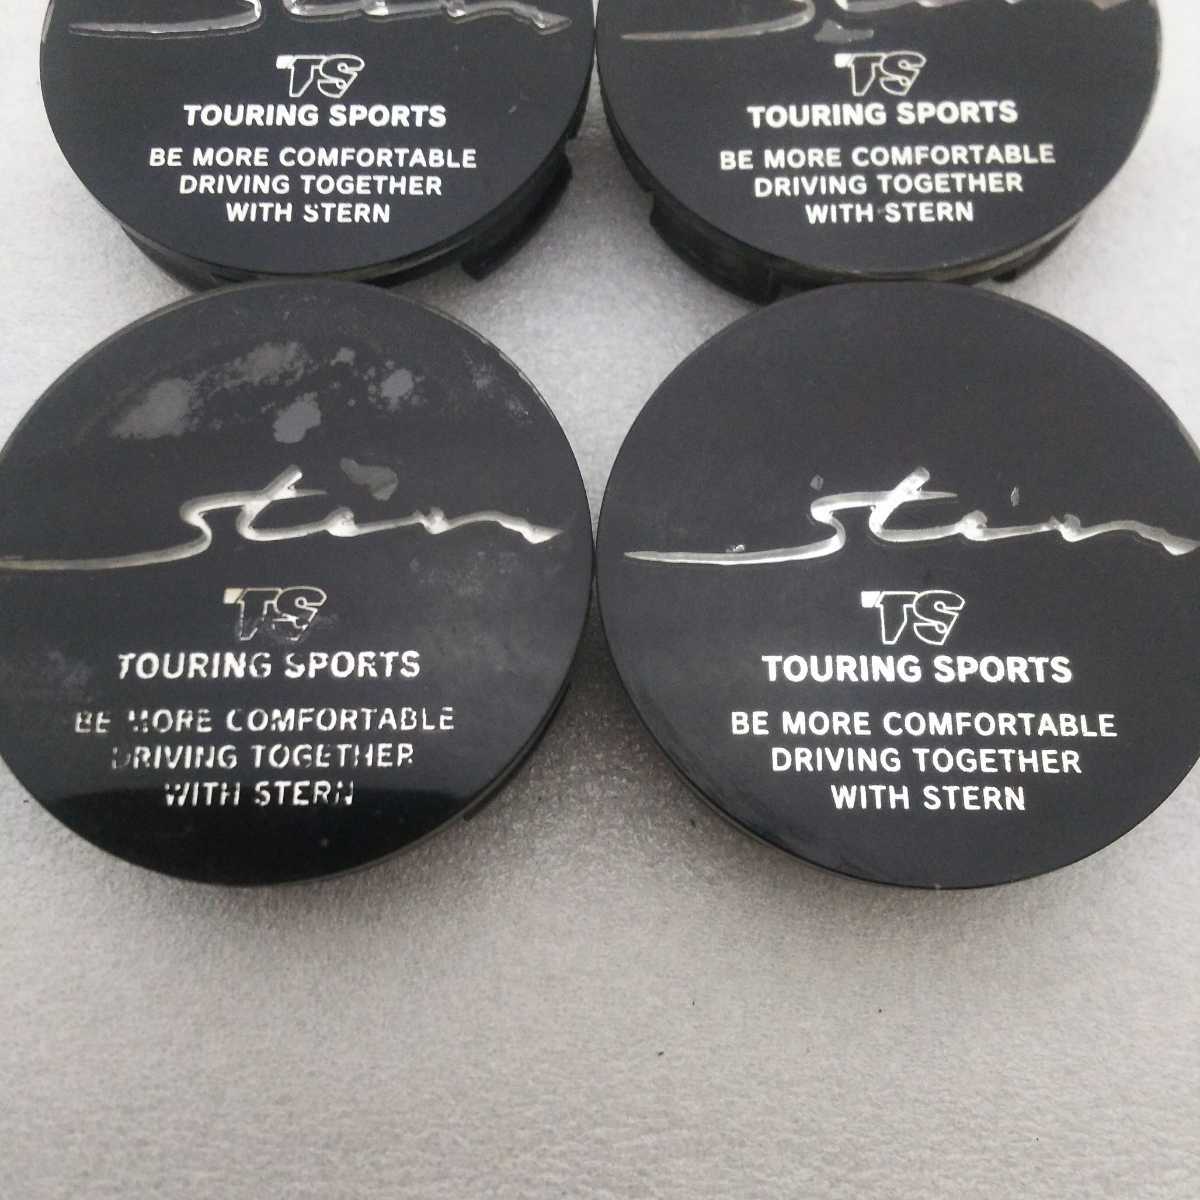 Stern
TS
TOURING SPORTS
BE MORE COMFORTABLE
DRIVING TOGETHER
WITH STERN
Stern
TS
TOURING SPORTS
BE MORE COMFORTABLE
DRIVING TOGETHER
WITH STERN
Stern
TS
TOURING SPORTS
BE MORE COMFORTABLE
DRIVING TOGETHER
WITH STERN
Stern
TS
TOURING SPORTS
BE MORE COMFORTABLE
DRIVING TOGETHER
WITH STERN